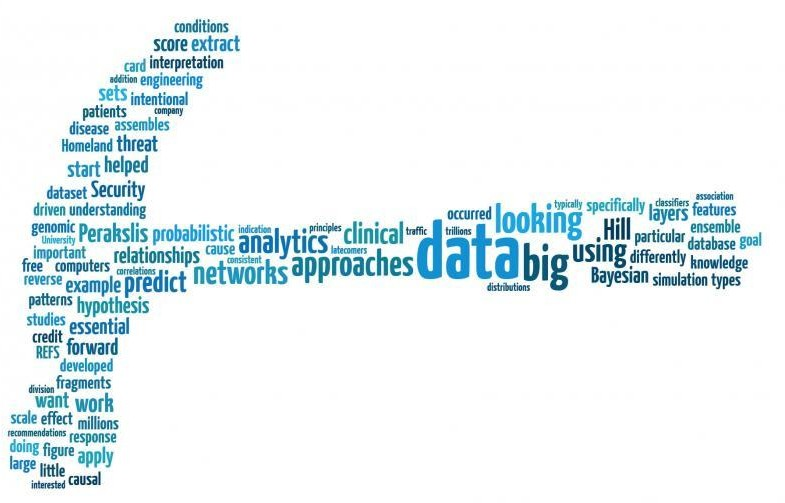 conditions
score extract
card interpretation
addition engineering
sets intentional
patients company
disease assembles
Homeland threat
start helped
dataset Security
driven understanding
genomic Perakslis probabilistic indication analytics principles clinical traffic data trillions occurred looking typically specifically layers classifiers association features
University relationships cause consistent latecomers approaches big using Hill particular ensemble
important networks differently database goal
free computers correlations distributions Bayesian simulation types knowledge
reverse example predict
patterns hypothesis
studies essential
credit forward
REFS
developed
division fragments
want work
scale effect millions
recommendations response
doing figure apply
large little
interested causal